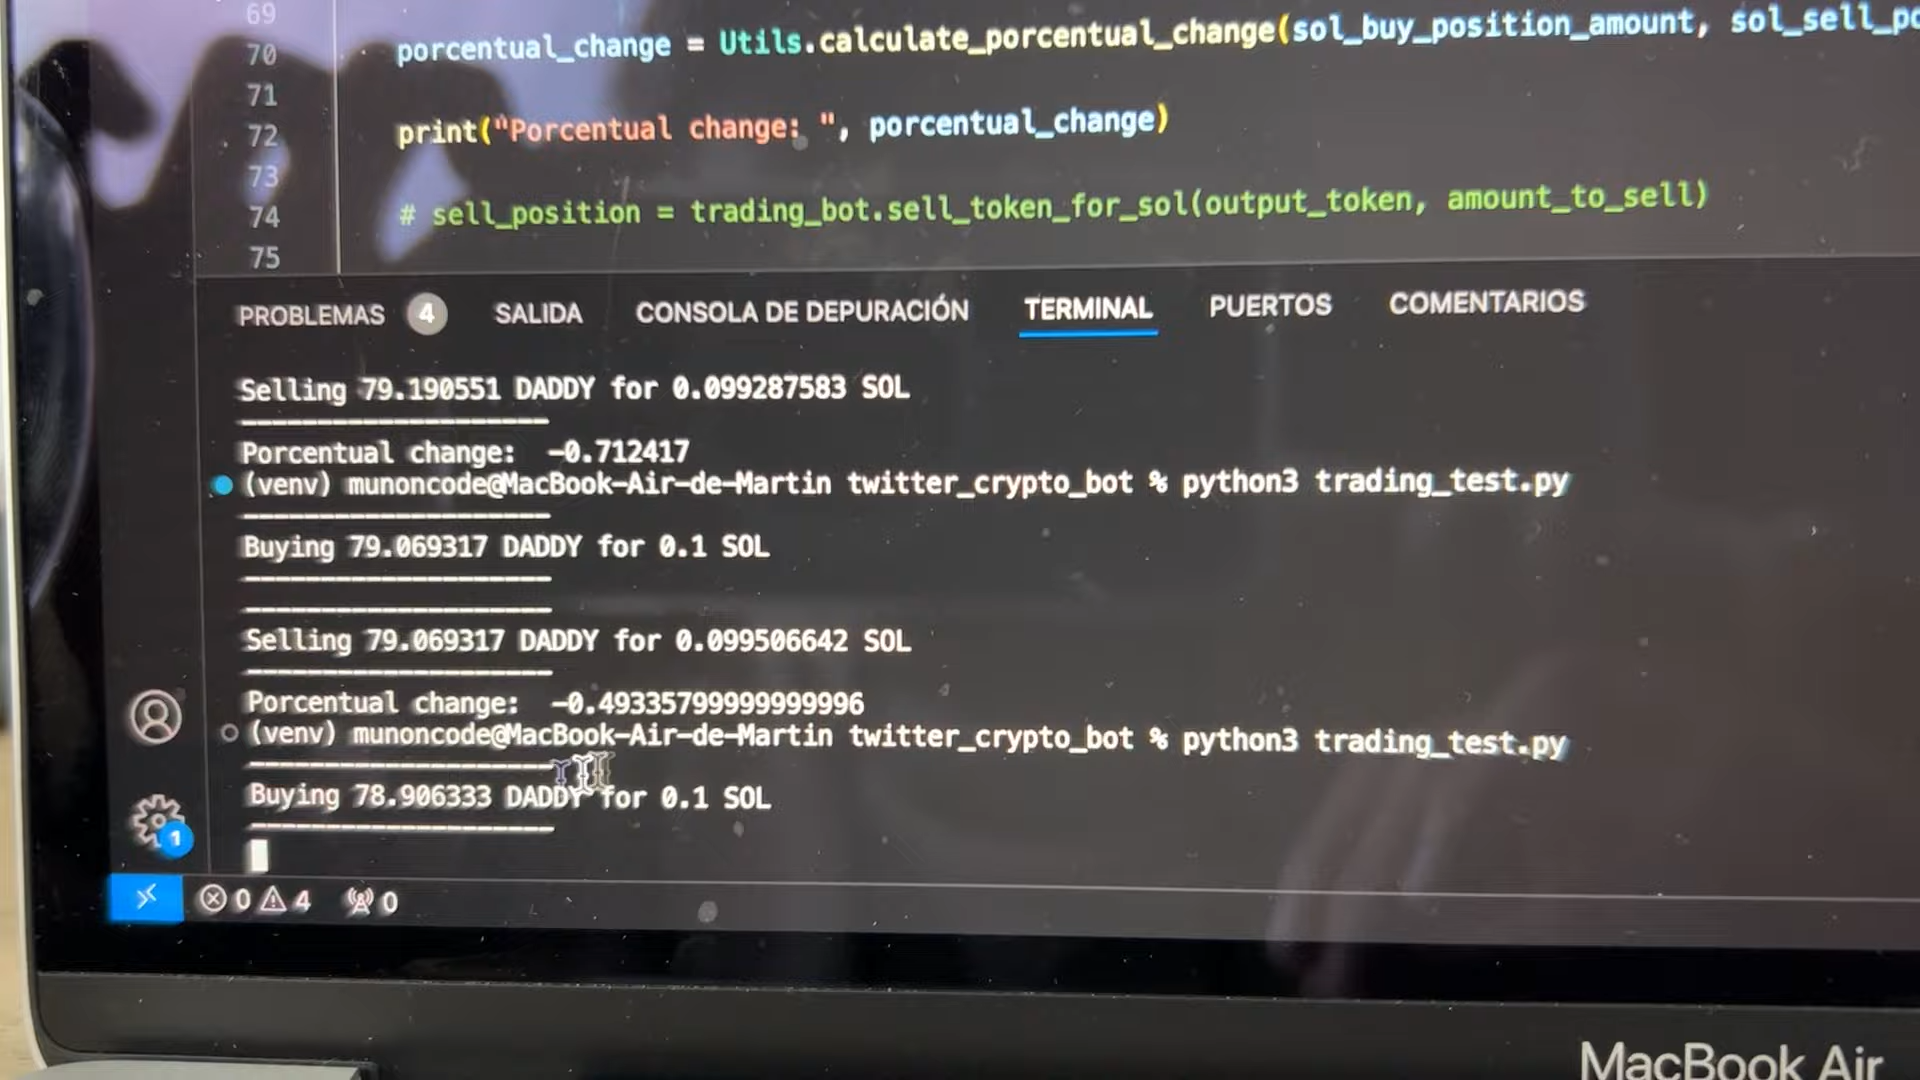 69
70 porcentual_change = Utils.calculate_porcentual_change(sol_buy_position_amount, sol_sell_po
71
72 print("Porcentual change: ", porcentual_change)
73
74 # sell_position = trading_bot.sell_token_for_sol(output_token, amount_to_sell)
75
PROBLEMAS 4 SALIDA CONSOLA DE DEPURACIÓN TERMINAL PUERTOS COMENTARIOS
Selling 79.190551 DADDY for 0.099287583 SOL
--------------------
Porcentual change:  -0.712417
(venv) munoncode@MacBook-Air-de-Martin twitter_crypto_bot % python3 trading_test.py
--------------------
Buying 79.069317 DADDY for 0.1 SOL
--------------------
--------------------
Selling 79.069317 DADDY for 0.099506642 SOL
--------------------
Porcentual change:  -0.49335799999999996
(venv) munoncode@MacBook-Air-de-Martin twitter_crypto_bot % python3 trading_test.py
--------------------
Buying 78.906333 DADDY for 0.1 SOL
--------------------
1
0 4 0
MacBook Air